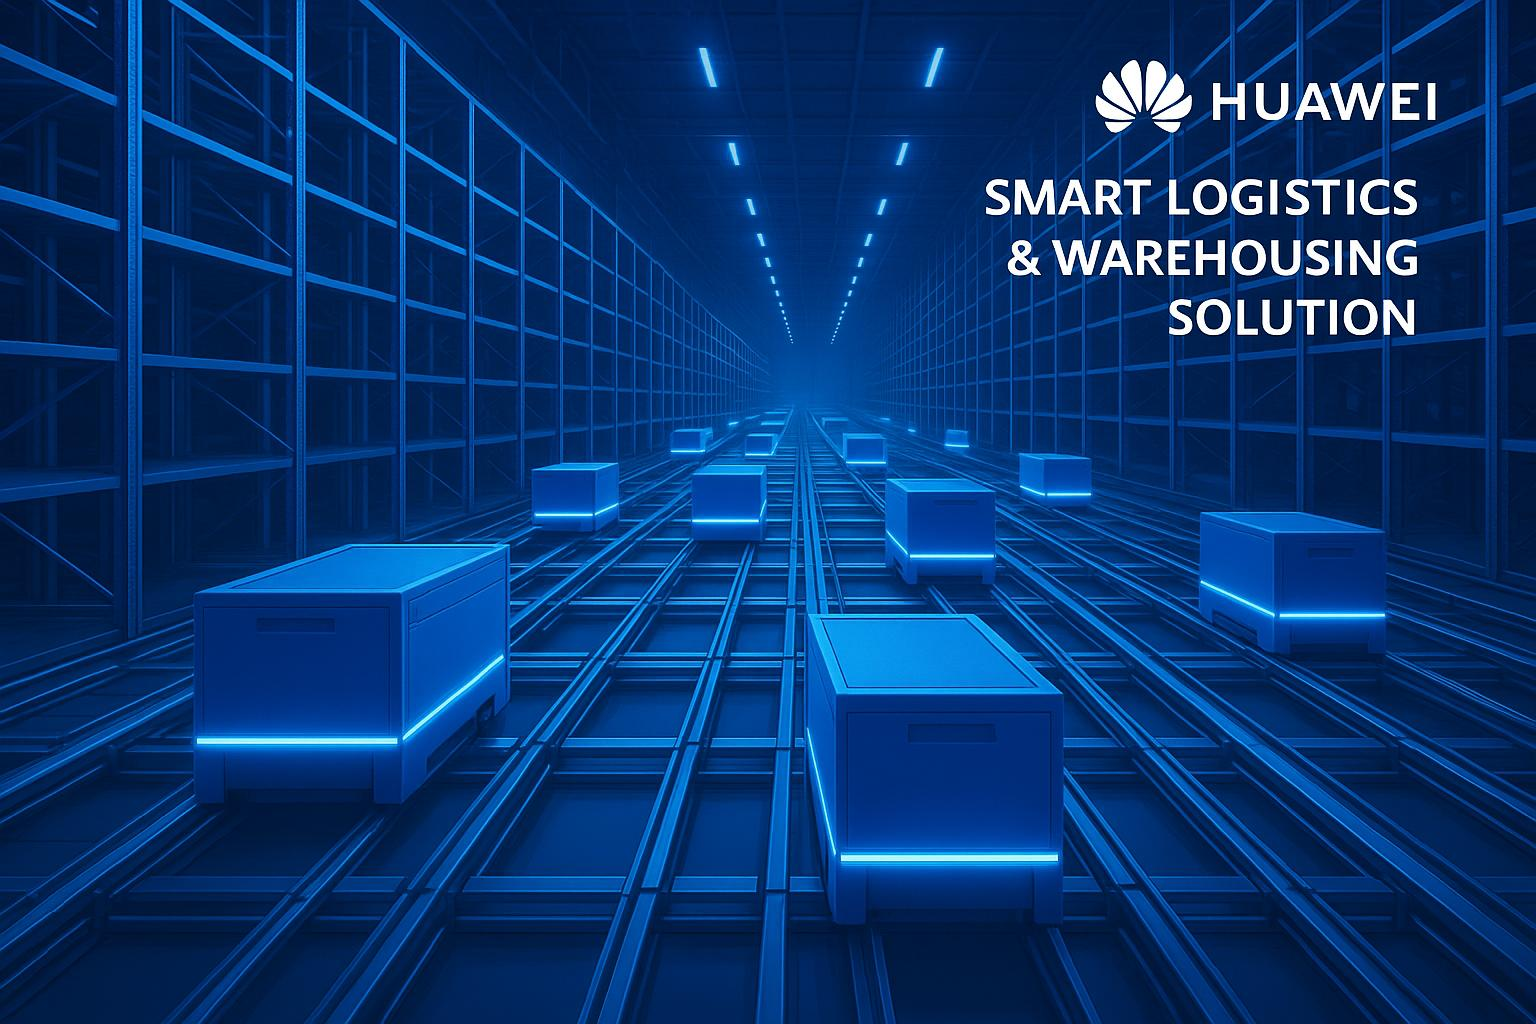 HUAWEI
SMART LOGISTICS
& WAREHOUSING
SOLUTION